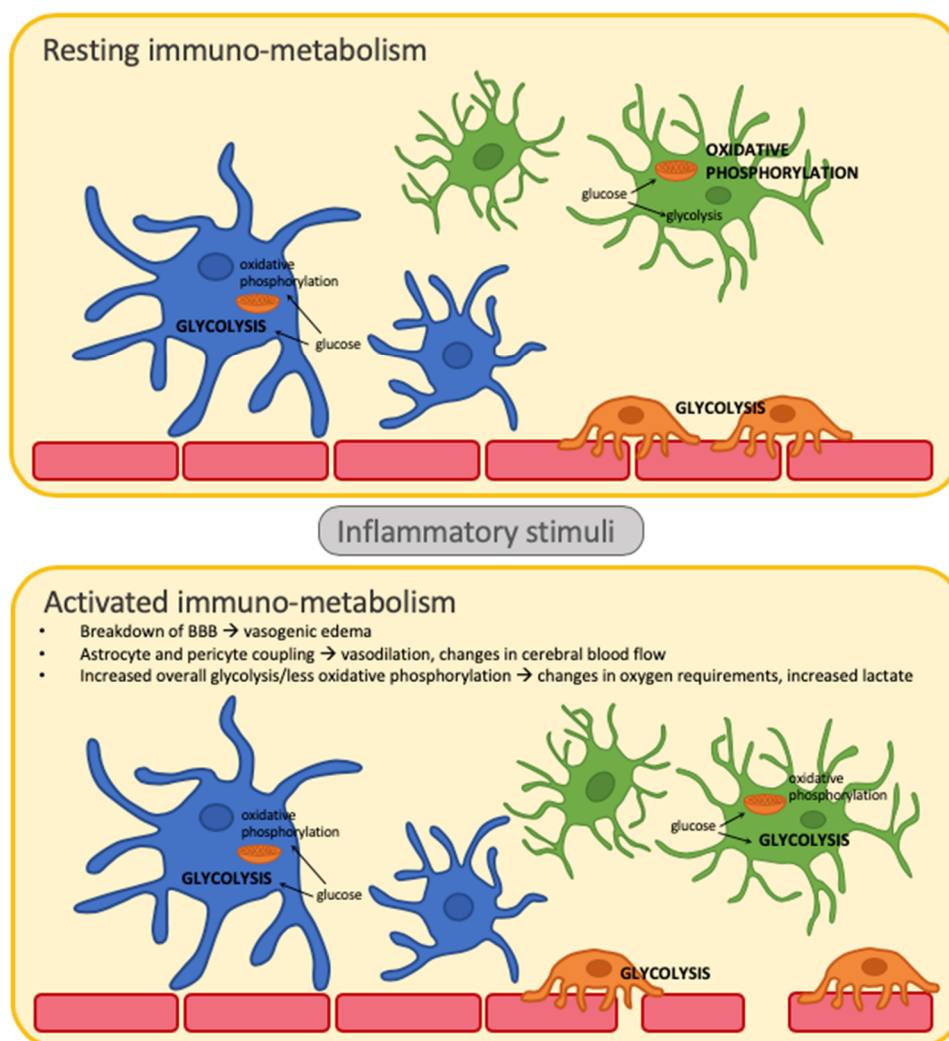 Resting immuno-metabolism
OXIDATIVE
PHOSPHORYLATION
glucose
glycolysis
oxidative
phosphorylation
GLYCOLYSIS
glucose
GLYCOLYSIS
Inflammatory stimuli
Activated immuno-metabolism
• Breakdown of BBB → vasogenic edema
• Astrocyte and pericyte coupling → vasodilation, changes in cerebral blood flow
• Increased overall glycolysis/less oxidative phosphorylation → changes in oxygen requirements, increased lactate
oxidative
phosphorylation
glucose
GLYCOLYSIS
oxidative
phosphorylation
GLYCOLYSIS
glucose
GLYCOLYSIS